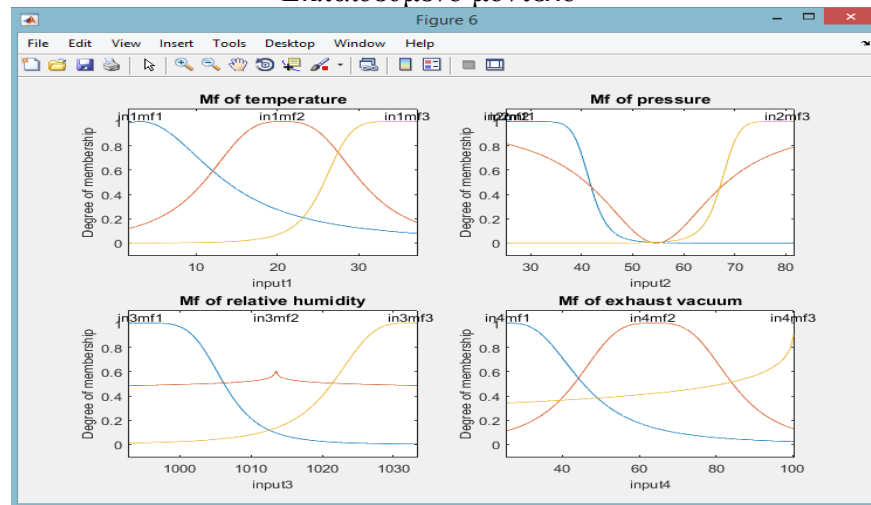 Εκπαιδευμένο μοντέλο
Figure 6
File Edit View Insert Tools Desktop Window Help
Mf of temperature
in1mf1 in1mf2 in1mf3
1
0.8
0.6
0.4
0.2
0
Degree of membership
10 20 30
input1
Mf of pressure
in2mf1 in2mf3
1
0.8
0.6
0.4
0.2
0
Degree of membership
30 40 50 60 70 80
input2
Mf of relative humidity
in3mf1 in3mf2 in3mf3
1
0.8
0.6
0.4
0.2
0
Degree of membership
1000 1010 1020 1030
input3
Mf of exhaust vacuum
in4mf1 in4mf2 in4mf3
1
0.8
0.6
0.4
0.2
0
Degree of membership
40 60 80 100
input4